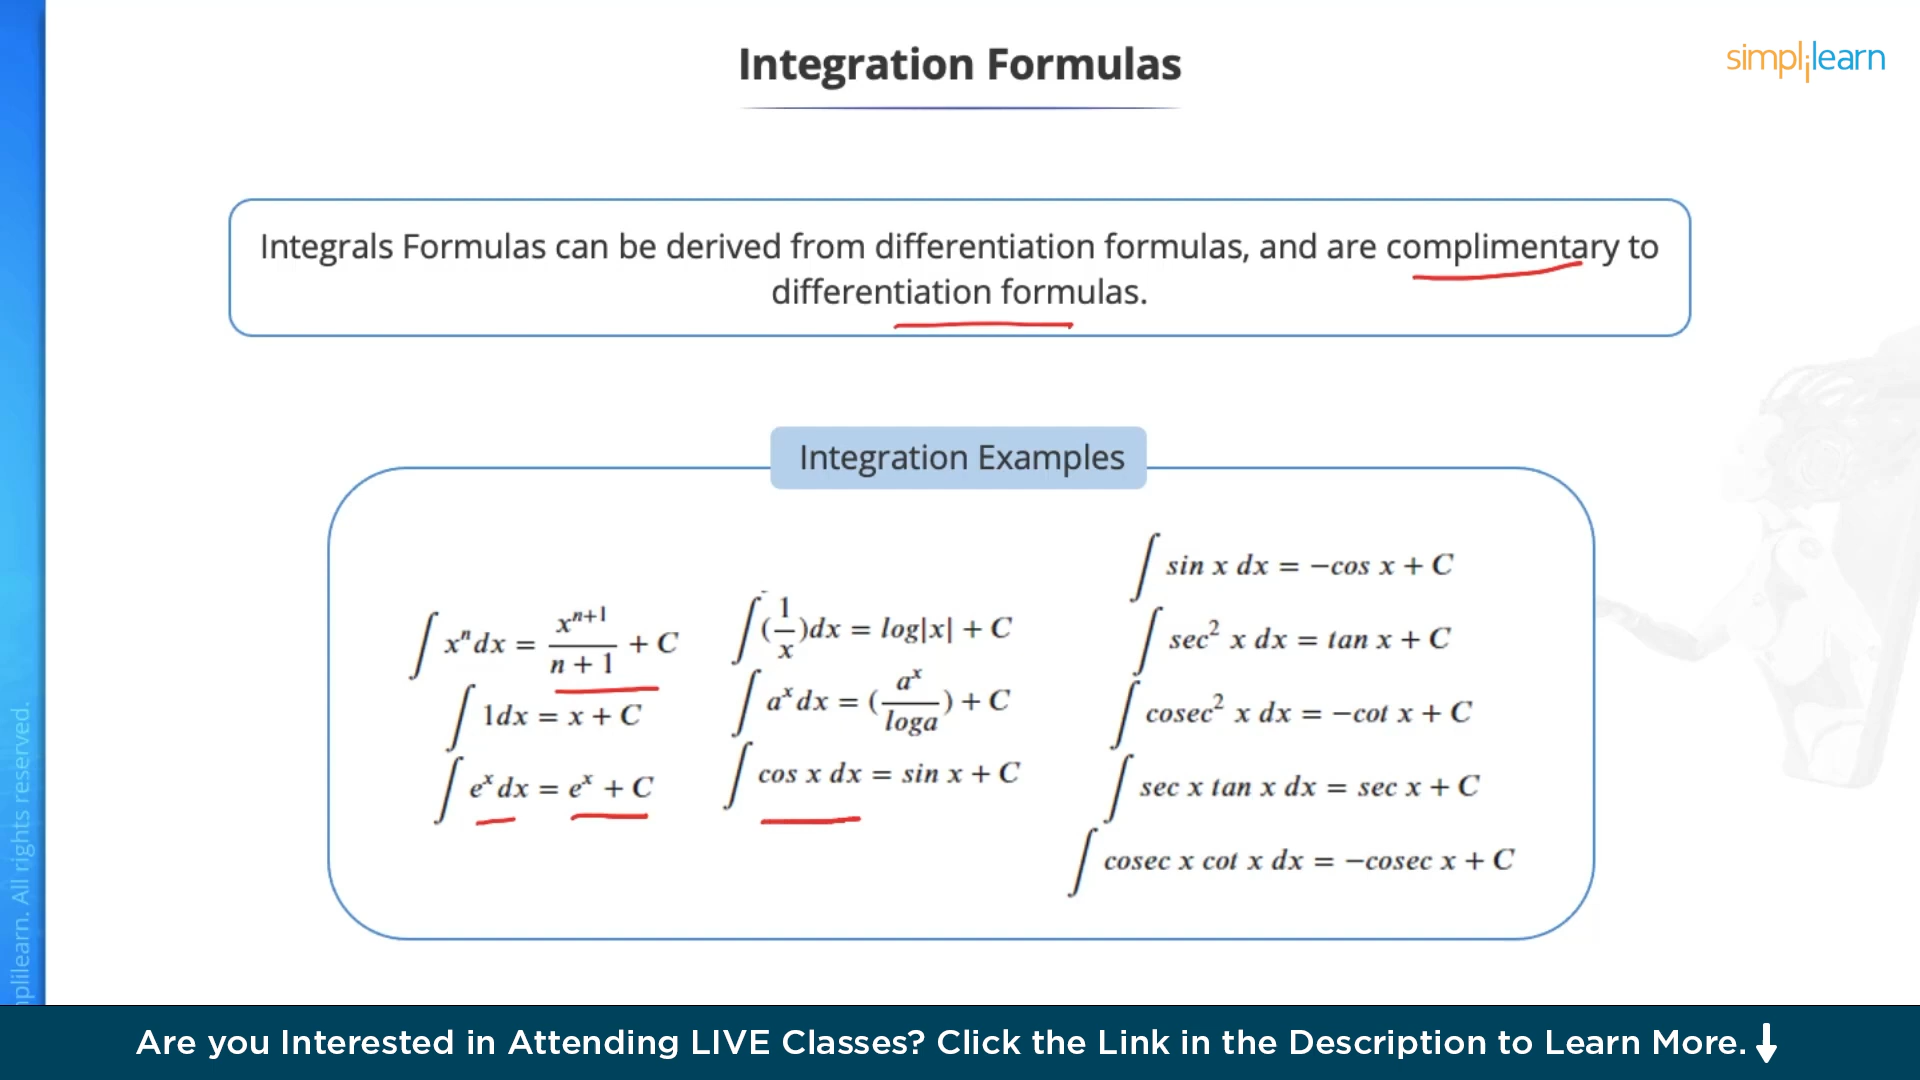 Integration Formulas
simplilearn
Integrals Formulas can be derived from differentiation formulas, and are complimentary to
differentiation formulas.
Integration Examples
∫ xⁿ dx = xⁿ⁺¹/(n + 1) + C
∫ 1dx = x + C
∫ eˣ dx = eˣ + C
∫ (1/x)dx = log|x| + C
∫ aˣ dx = (aˣ/loga) + C
∫ cos x dx = sin x + C
∫ sin x dx = −cos x + C
∫ sec² x dx = tan x + C
∫ cosec² x dx = −cot x + C
∫ sec x tan x dx = sec x + C
∫ cosec x cot x dx = −cosec x + C
plilearn. All rights reserved.
Are you Interested in Attending LIVE Classes? Click the Link in the Description to Learn More.